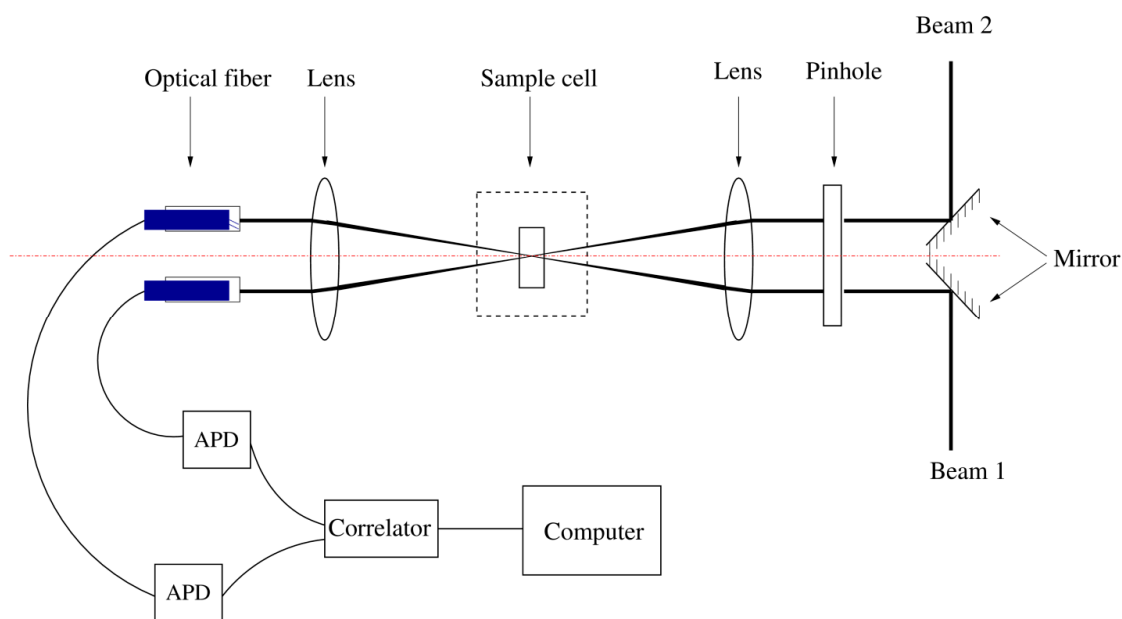 Beam 2
Optical fiber
Lens
Sample cell
Lens
Pinhole
Mirror
APD
Beam 1
Correlator
Computer
APD